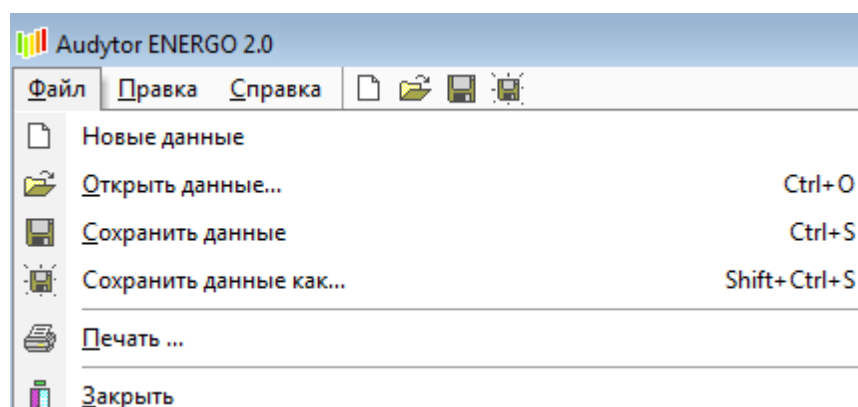 Audytor ENERGO 2.0
Файл Правка Справка
Новые данные
Открыть данные... Ctrl+O
Сохранить данные Ctrl+S
Сохранить данные как... Shift+Ctrl+S
Печать ...
Закрыть